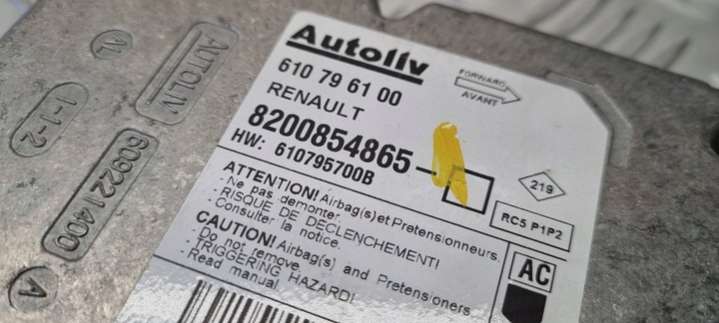 Autoliv
610 79 61 00
RENAULT
8200854865
HW: 610795700B
FORWARD
AVANT
219
RC5 P1P2
AC
ATTENTION! Airbag(s) et Pretensionneurs.
- Ne pas demonter.
- RISQUE DE DECLENCHEMENT!
- Consulter la notice.
CAUTION! Airbag(s) and Pretensioners
- Do not remove.
- TRIGGERING HAZARD!
- Read manual.
AUTOLIV
AL
1-1-2
609221400
A